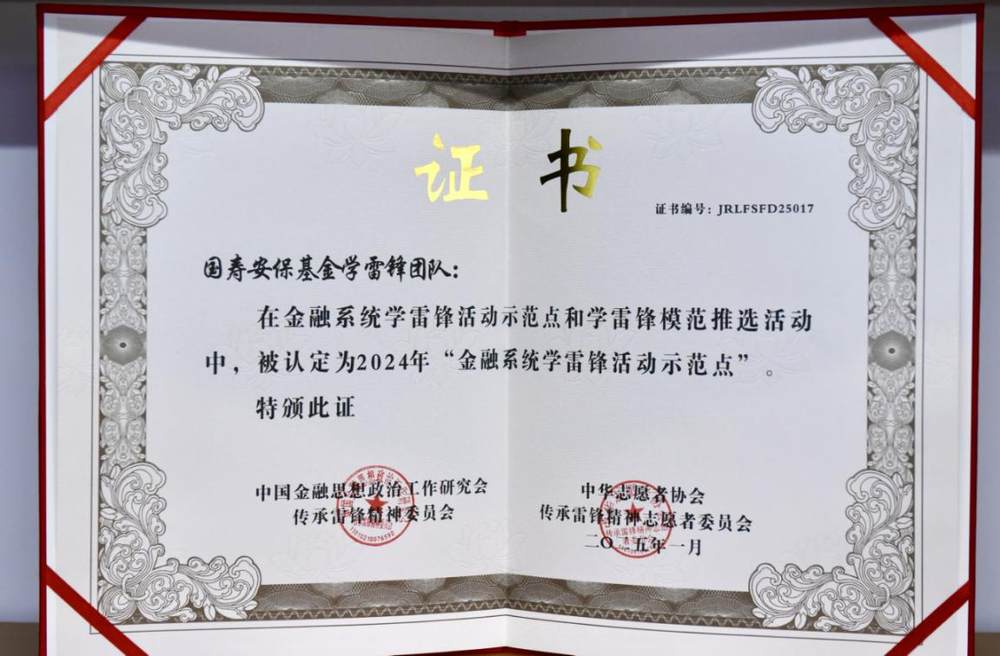 证书
证书编号：JRLFSFD25017
国寿安保基金学雷锋团队：
在金融系统学雷锋活动示范点和学雷锋模范推选活动
中，被认定为2024年“金融系统学雷锋活动示范点”。
特颁此证
中国金融思想政治工作研究会
传承雷锋精神委员会
中华志愿者协会
传承雷锋精神志愿者委员会
二〇二五年一月